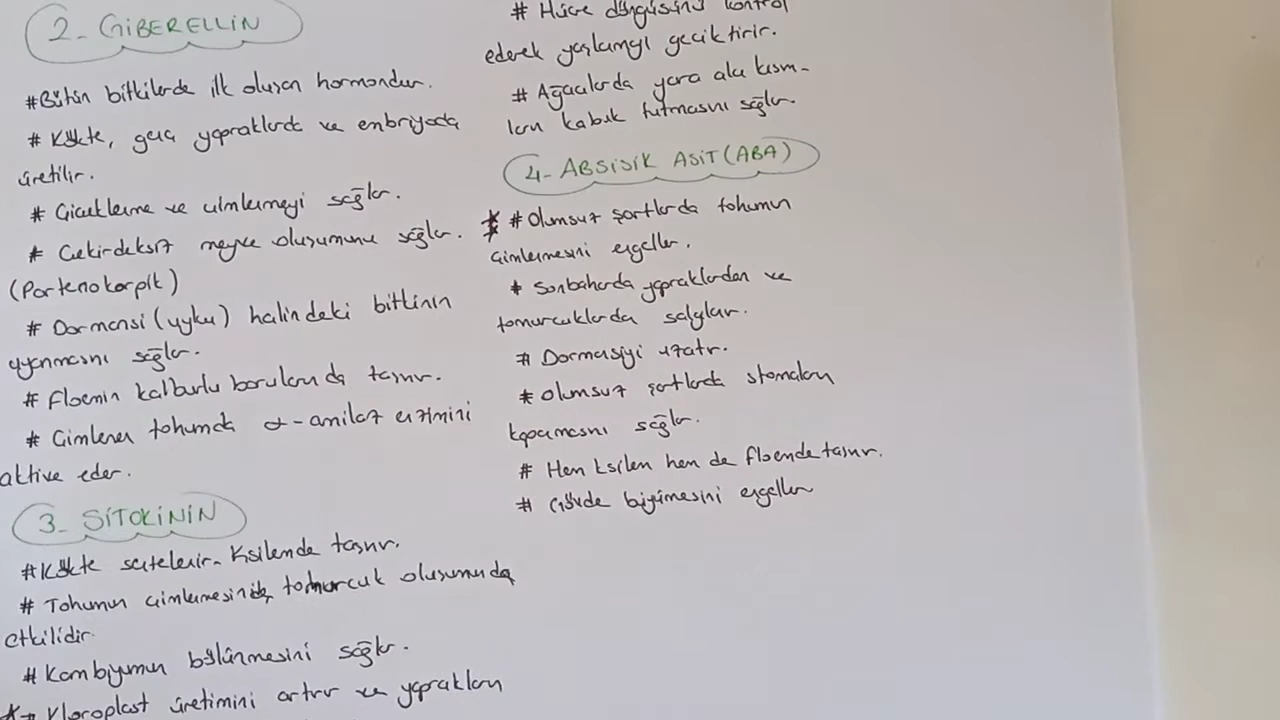 2- GİBERELLİN
#Bütün bitkilerde ilk oluşan hormondur.
# Kökte, genç yapraklarda ve embriyoda
üretilir.
# Çiçeklenme ve çimlenmeyi sağlar.
# Çekirdeksiz meyve oluşumunu sağlar.
(Partenokarpik)
# Dormansi (uyku) halindeki bitkinin
uyanmasını sağlar.
# Floemin kalburlu borularında taşınır.
# Çimlenen tohumda α-amilaz enzimini
aktive eder.
3- SİTOKİNİN
#Kökte sentezlenir. Ksilemde taşınır.
# Tohumun çimlenmesinde, tomurcuk oluşumunda
etkilidir.
# Kambiyumun bölünmesini sağlar.
# Kloroplast üretimini artırır ve yaprakların
# Hücre döngüsünü kontrol
ederek yaşlanmayı geciktirir.
# Ağaçlarda yara alan kısım-
ların kabuk tutmasını sağlar.
4- ABSİSİK ASİT (ABA)
# Olumsuz şartlarda tohumun
çimlenmesini engeller.
# Sonbaharda yapraklardan ve
tomurcuklarda salgılanır.
# Dormansiyi uzatır.
# Olumsuz şartlarda stomaların
kapanmasını sağlar.
# Hem ksilem hem de floemde taşınır.
# Gövde büyümesini engeller